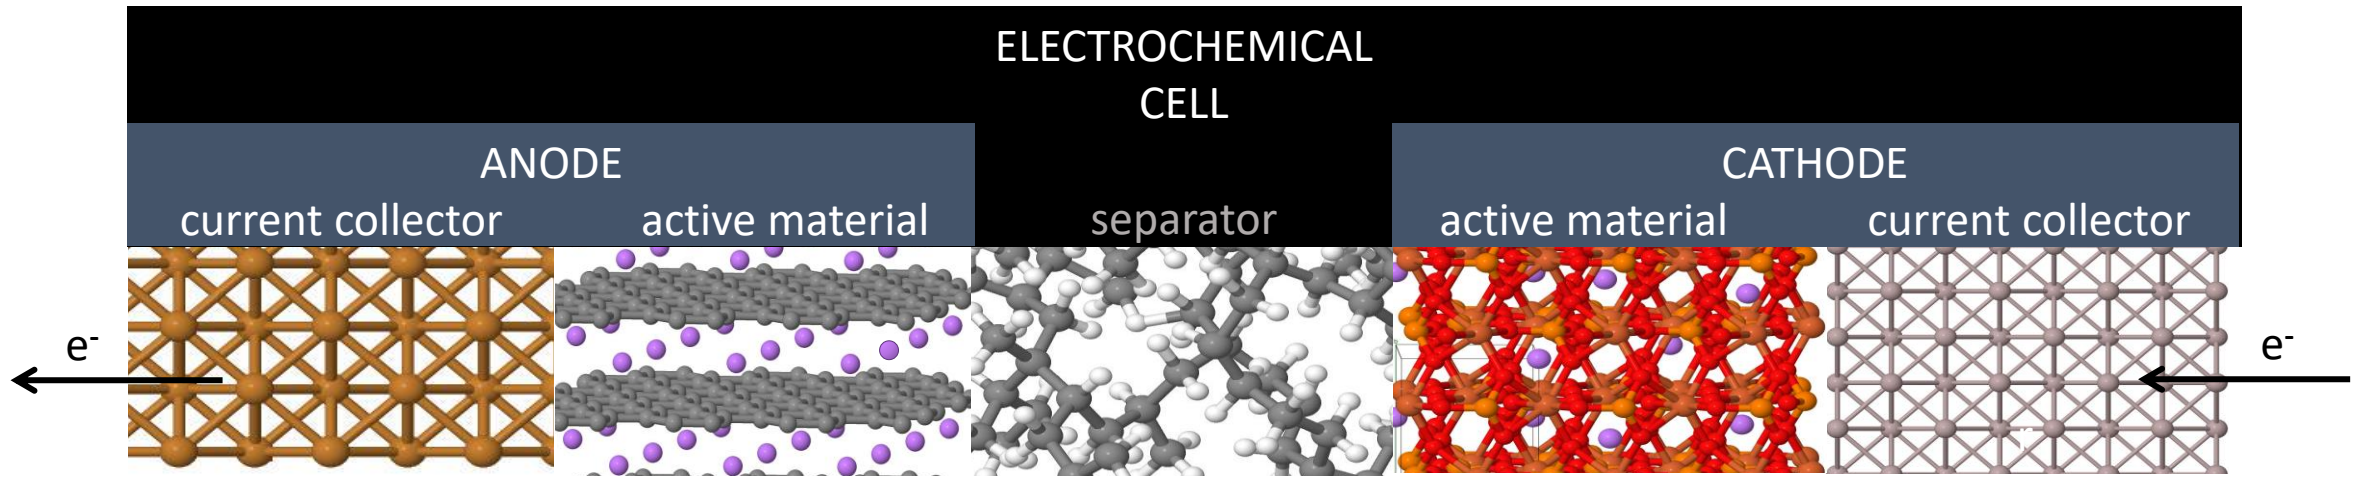 ELECTROCHEMICAL
CELL
ANODE
CATHODE
current collector
active material
separator
active material
current collector
e-
e-
r